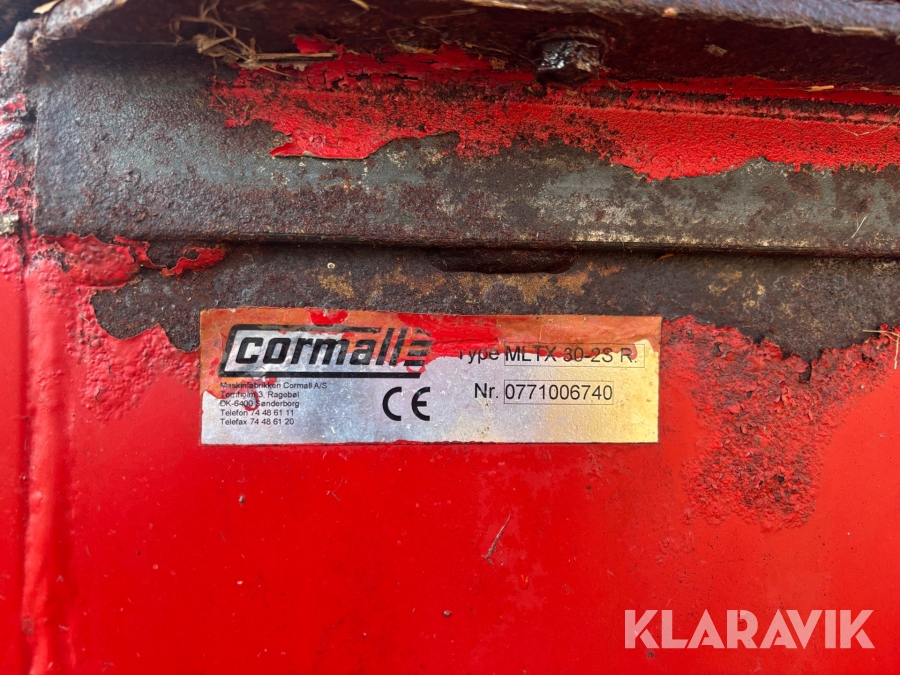 cormall
Type MLTX 30-2S R.
Nr. 0771006740
Maskinfabrikken Cormall A/S
Tornholm 3, Ragebøl
DK-6400 Sønderborg
Telefon 74 48 61 11
Telefax 74 48 61 20
CE
KLARAVIK